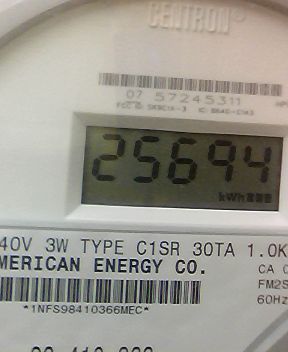 CENTRON®
07 57245311
25694
kWh
40V 3W TYPE C1SR 30TA 1.0K
MERICAN ENERGY CO.
CA 0
FM2S
60Hz
*1NFS98410366MEC*